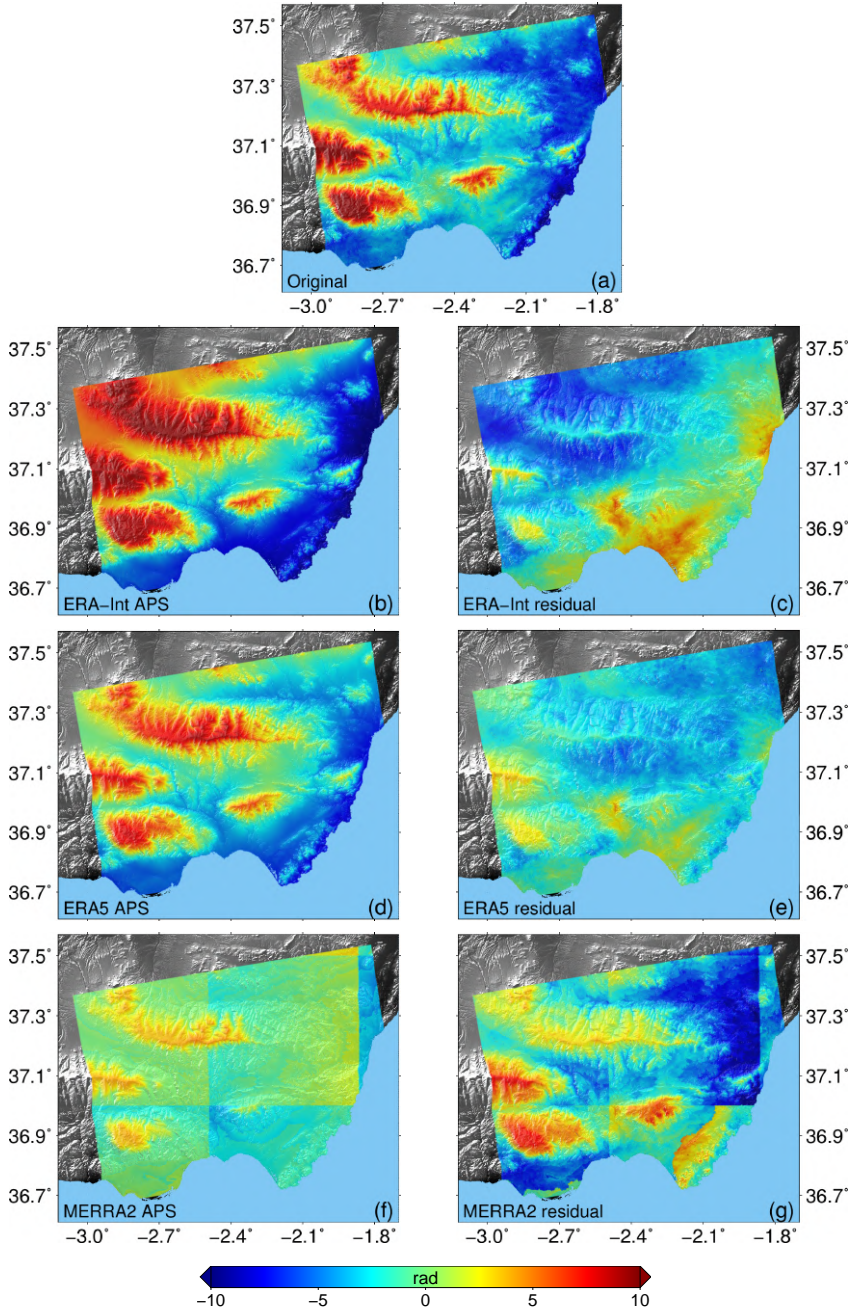 37.5°
37.3°
37.1°
36.9°
36.7°
Original
(a)
−3.0° −2.7° −2.4° −2.1° −1.8°
37.5° 37.5°
37.3° 37.3°
37.1° 37.1°
36.9° 36.9°
36.7° 36.7°
ERA−Int APS (b) ERA−Int residual (c)
37.5° 37.5°
37.3° 37.3°
37.1° 37.1°
36.9° 36.9°
36.7° 36.7°
ERA5 APS (d) ERA5 residual (e)
37.5° 37.5°
37.3° 37.3°
37.1° 37.1°
36.9° 36.9°
36.7° 36.7°
MERRA2 APS (f) MERRA2 residual (g)
−3.0° −2.7° −2.4° −2.1° −1.8° −3.0° −2.7° −2.4° −2.1° −1.8°
rad
−10 −5 0 5 10